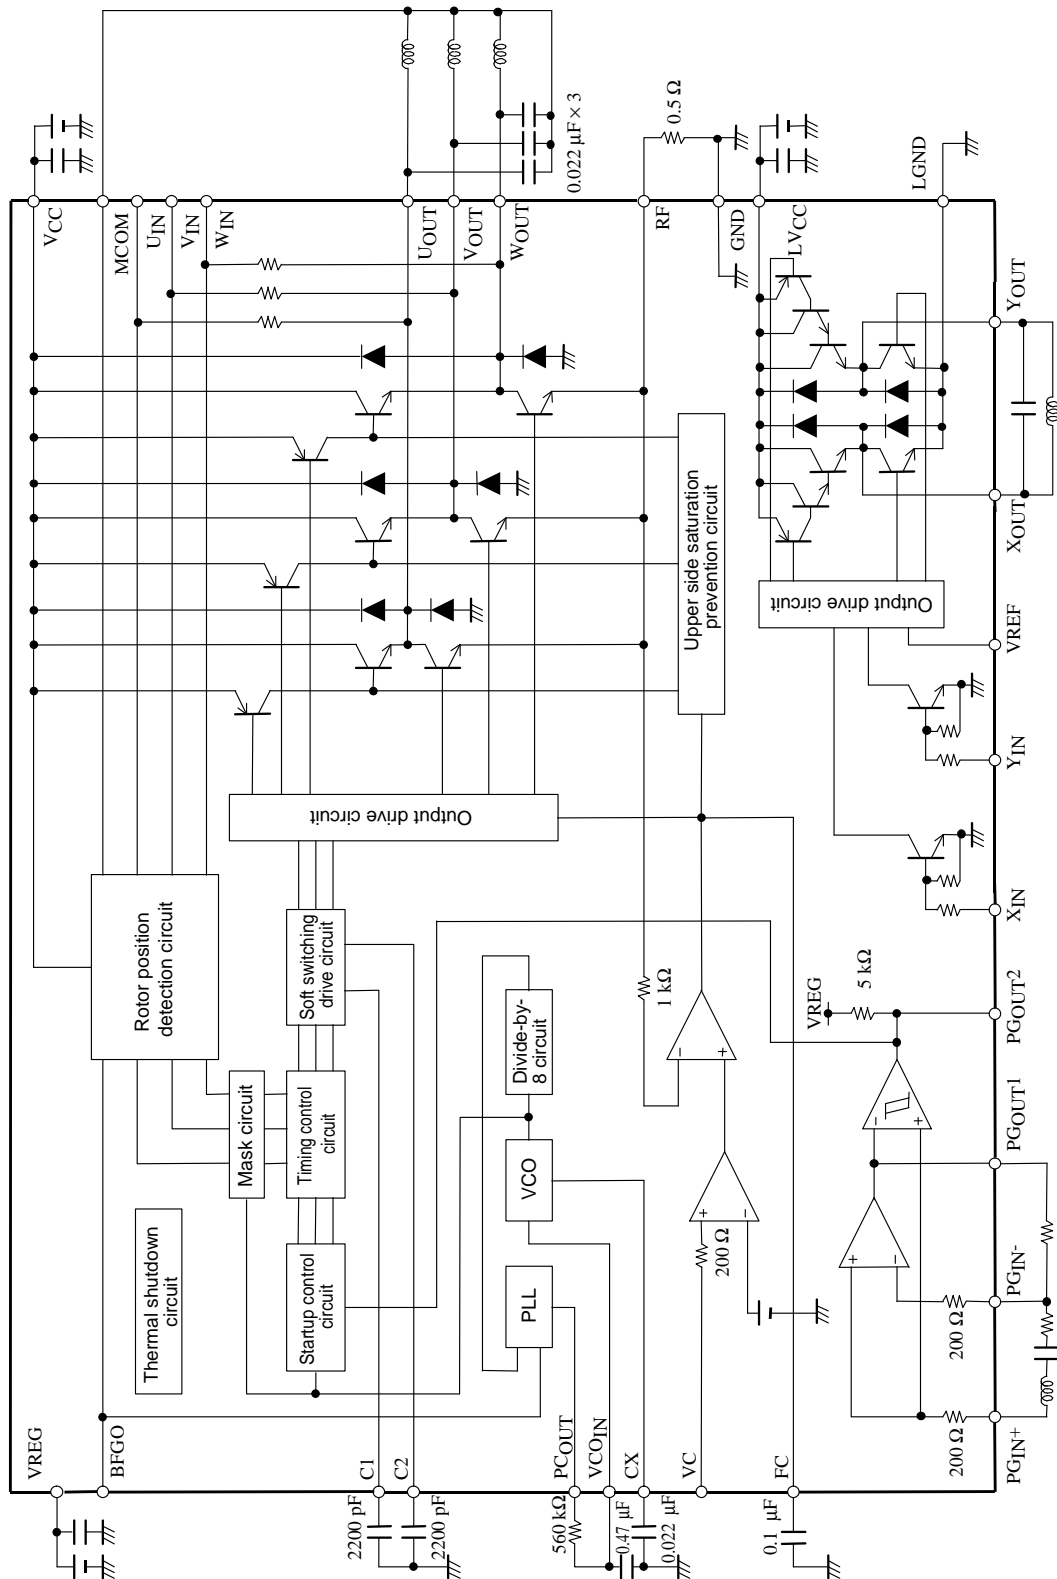 VCC
MCOM
UIN
VIN
WIN
UOUT
VOUT
WOUT
0.022 µF × 3
RF
0.5 Ω
GND
LVCC
LGND
Rotor position
detection circuit
Thermal shutdown
circuit
Mask circuit
Startup control
circuit
Timing control
circuit
Soft switching
drive circuit
Output drive circuit
PLL
VCO
Divide-by-
8 circuit
Upper side saturation
prevention circuit
Output drive circuit
1 kΩ
200 Ω
VREG
5 kΩ
200 Ω
200 Ω
VREG
BFGO
C1
2200 pF
C2
2200 pF
PCOUT
560 kΩ
VCOIN
0.47 µF
CX
0.022 µF
VC
FC
0.1 µF
PGIN+
PGIN-
PGOUT1
PGOUT2
XIN
YIN
VREF
XOUT
YOUT